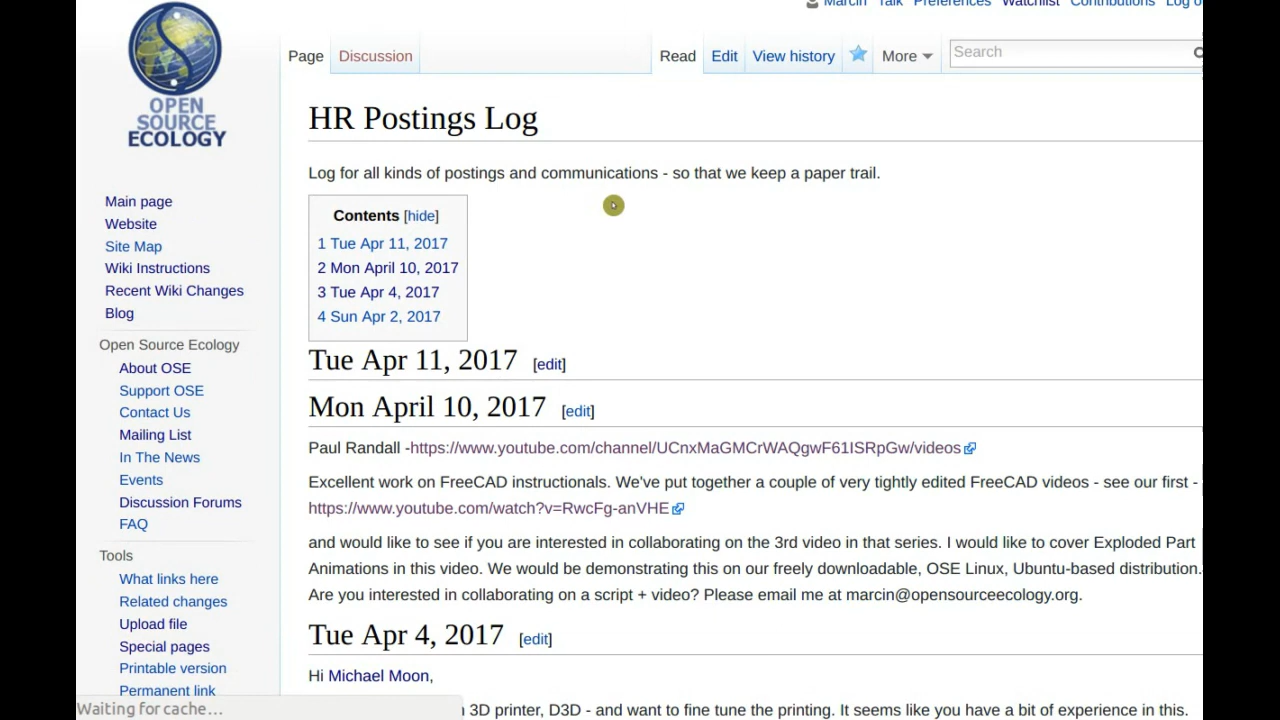 Marcin Talk Preferences Watchlist Contributions Log o
Page Discussion Read Edit View history More Search
OPEN
SOURCE
ECOLOGY
HR Postings Log
Log for all kinds of postings and communications - so that we keep a paper trail.
Contents [hide]
1 Tue Apr 11, 2017
2 Mon April 10, 2017
3 Tue Apr 4, 2017
4 Sun Apr 2, 2017
Main page
Website
Site Map
Wiki Instructions
Recent Wiki Changes
Blog
Open Source Ecology
About OSE
Support OSE
Contact Us
Mailing List
In The News
Events
Discussion Forums
FAQ
Tools
What links here
Related changes
Upload file
Special pages
Printable version
Permanent link
Tue Apr 11, 2017 [edit]
Mon April 10, 2017 [edit]
Paul Randall -https://www.youtube.com/channel/UCnxMaGMCrWAQgwF61ISRpGw/videos
Excellent work on FreeCAD instructionals. We've put together a couple of very tightly edited FreeCAD videos - see our first -
https://www.youtube.com/watch?v=RwcFg-anVHE
and would like to see if you are interested in collaborating on the 3rd video in that series. I would like to cover Exploded Part
Animations in this video. We would be demonstrating this on our freely downloadable, OSE Linux, Ubuntu-based distribution.
Are you interested in collaborating on a script + video? Please email me at marcin@opensourceecology.org.
Tue Apr 4, 2017 [edit]
Hi Michael Moon,
3D printer, D3D - and want to fine tune the printing. It seems like you have a bit of experience in this.
Waiting for cache...